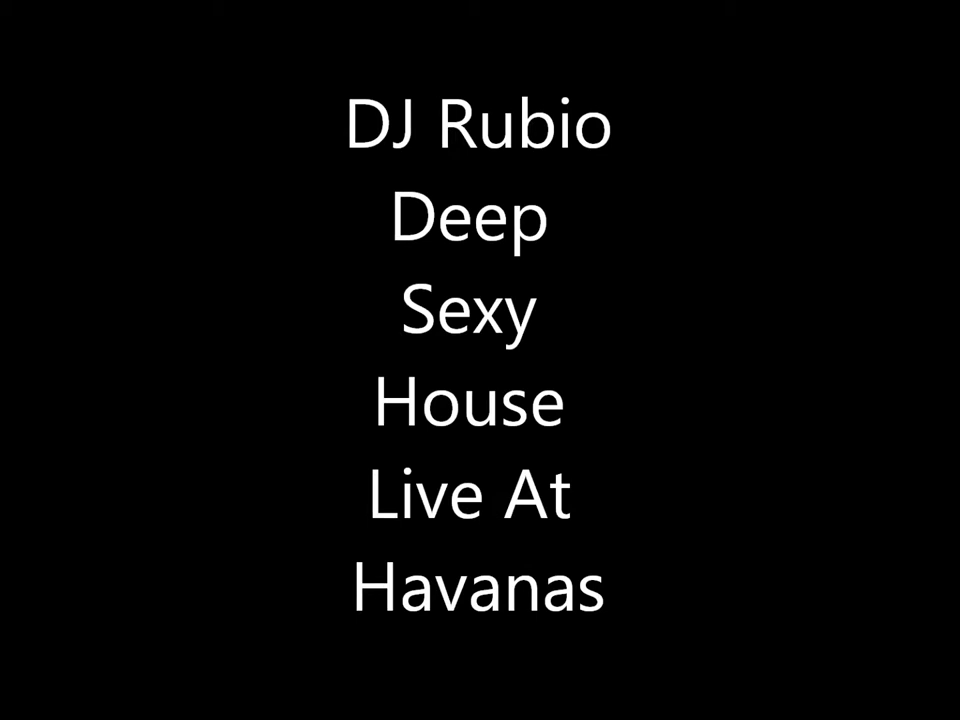 DJ Rubio
Deep
Sexy
House
Live At
Havanas